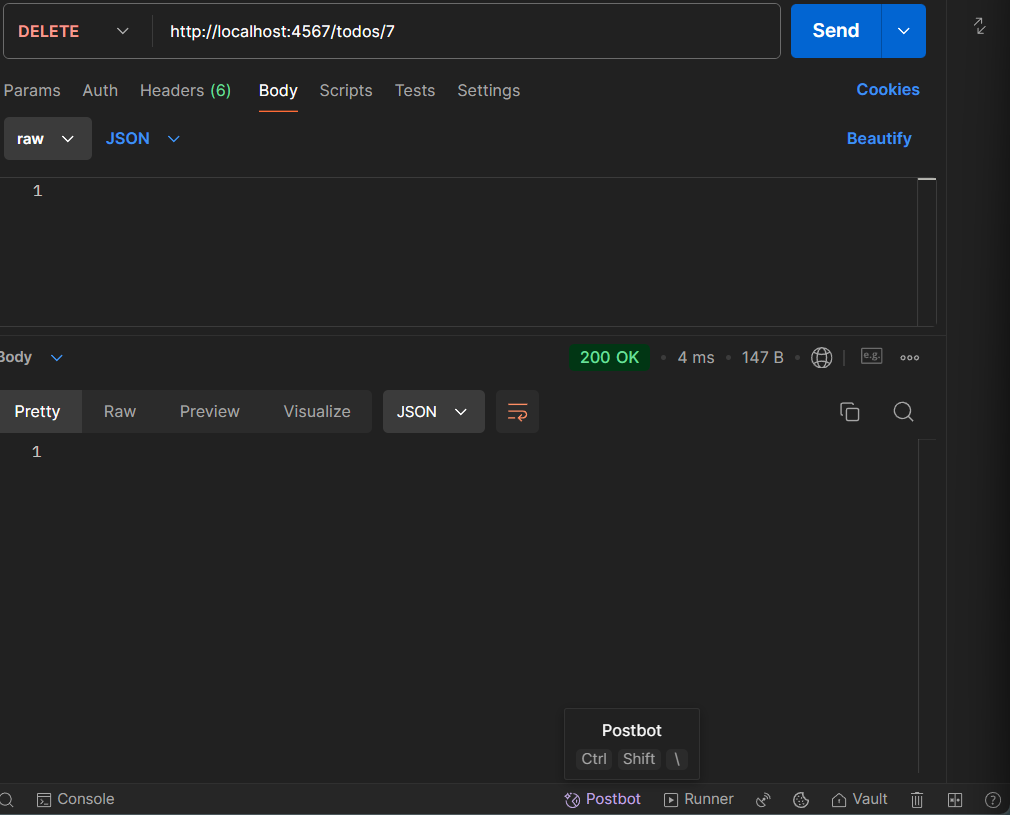 DELETE http://localhost:4567/todos/7 Send
Params Auth Headers (6) Body Scripts Tests Settings Cookies
raw JSON Beautify
1
Body 200 OK • 4 ms • 147 B • e.g.
Pretty Raw Preview Visualize JSON
1
Postbot
Ctrl Shift \
Console Postbot Runner Vault ?